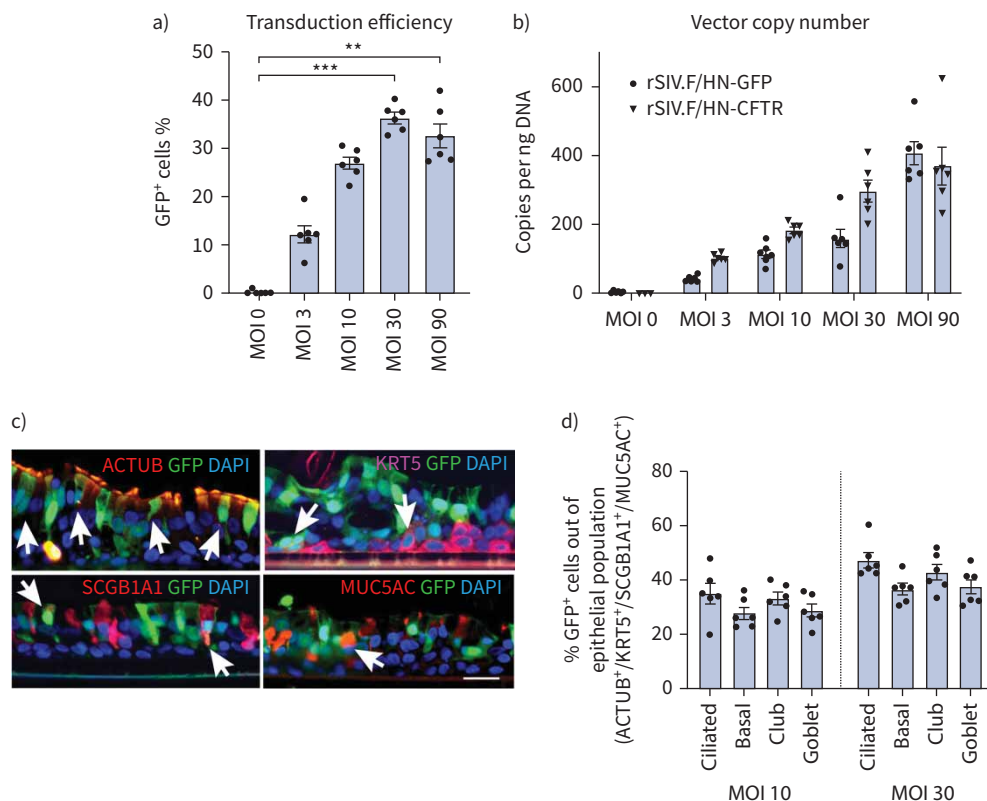 a) Transduction efficiency
50
40
30
20
10
0
GFP+ cells %
**
***
MOI 0
MOI 3
MOI 10
MOI 30
MOI 90
b) Vector copy number
600
400
200
0
Copies per ng DNA
rSIV.F/HN-GFP
rSIV.F/HN-CFTR
MOI 0 MOI 3 MOI 10 MOI 30 MOI 90
c)
ACTUB GFP DAPI
KRT5 GFP DAPI
SCGB1A1 GFP DAPI
MUC5AC GFP DAPI
d)
80
60
40
20
0
% GFP+ cells out of
epithelial population
(ACTUB+/KRT5+/SCGB1A1+/MUC5AC+)
Ciliated
Basal
Club
Goblet
Ciliated
Basal
Club
Goblet
MOI 10 MOI 30